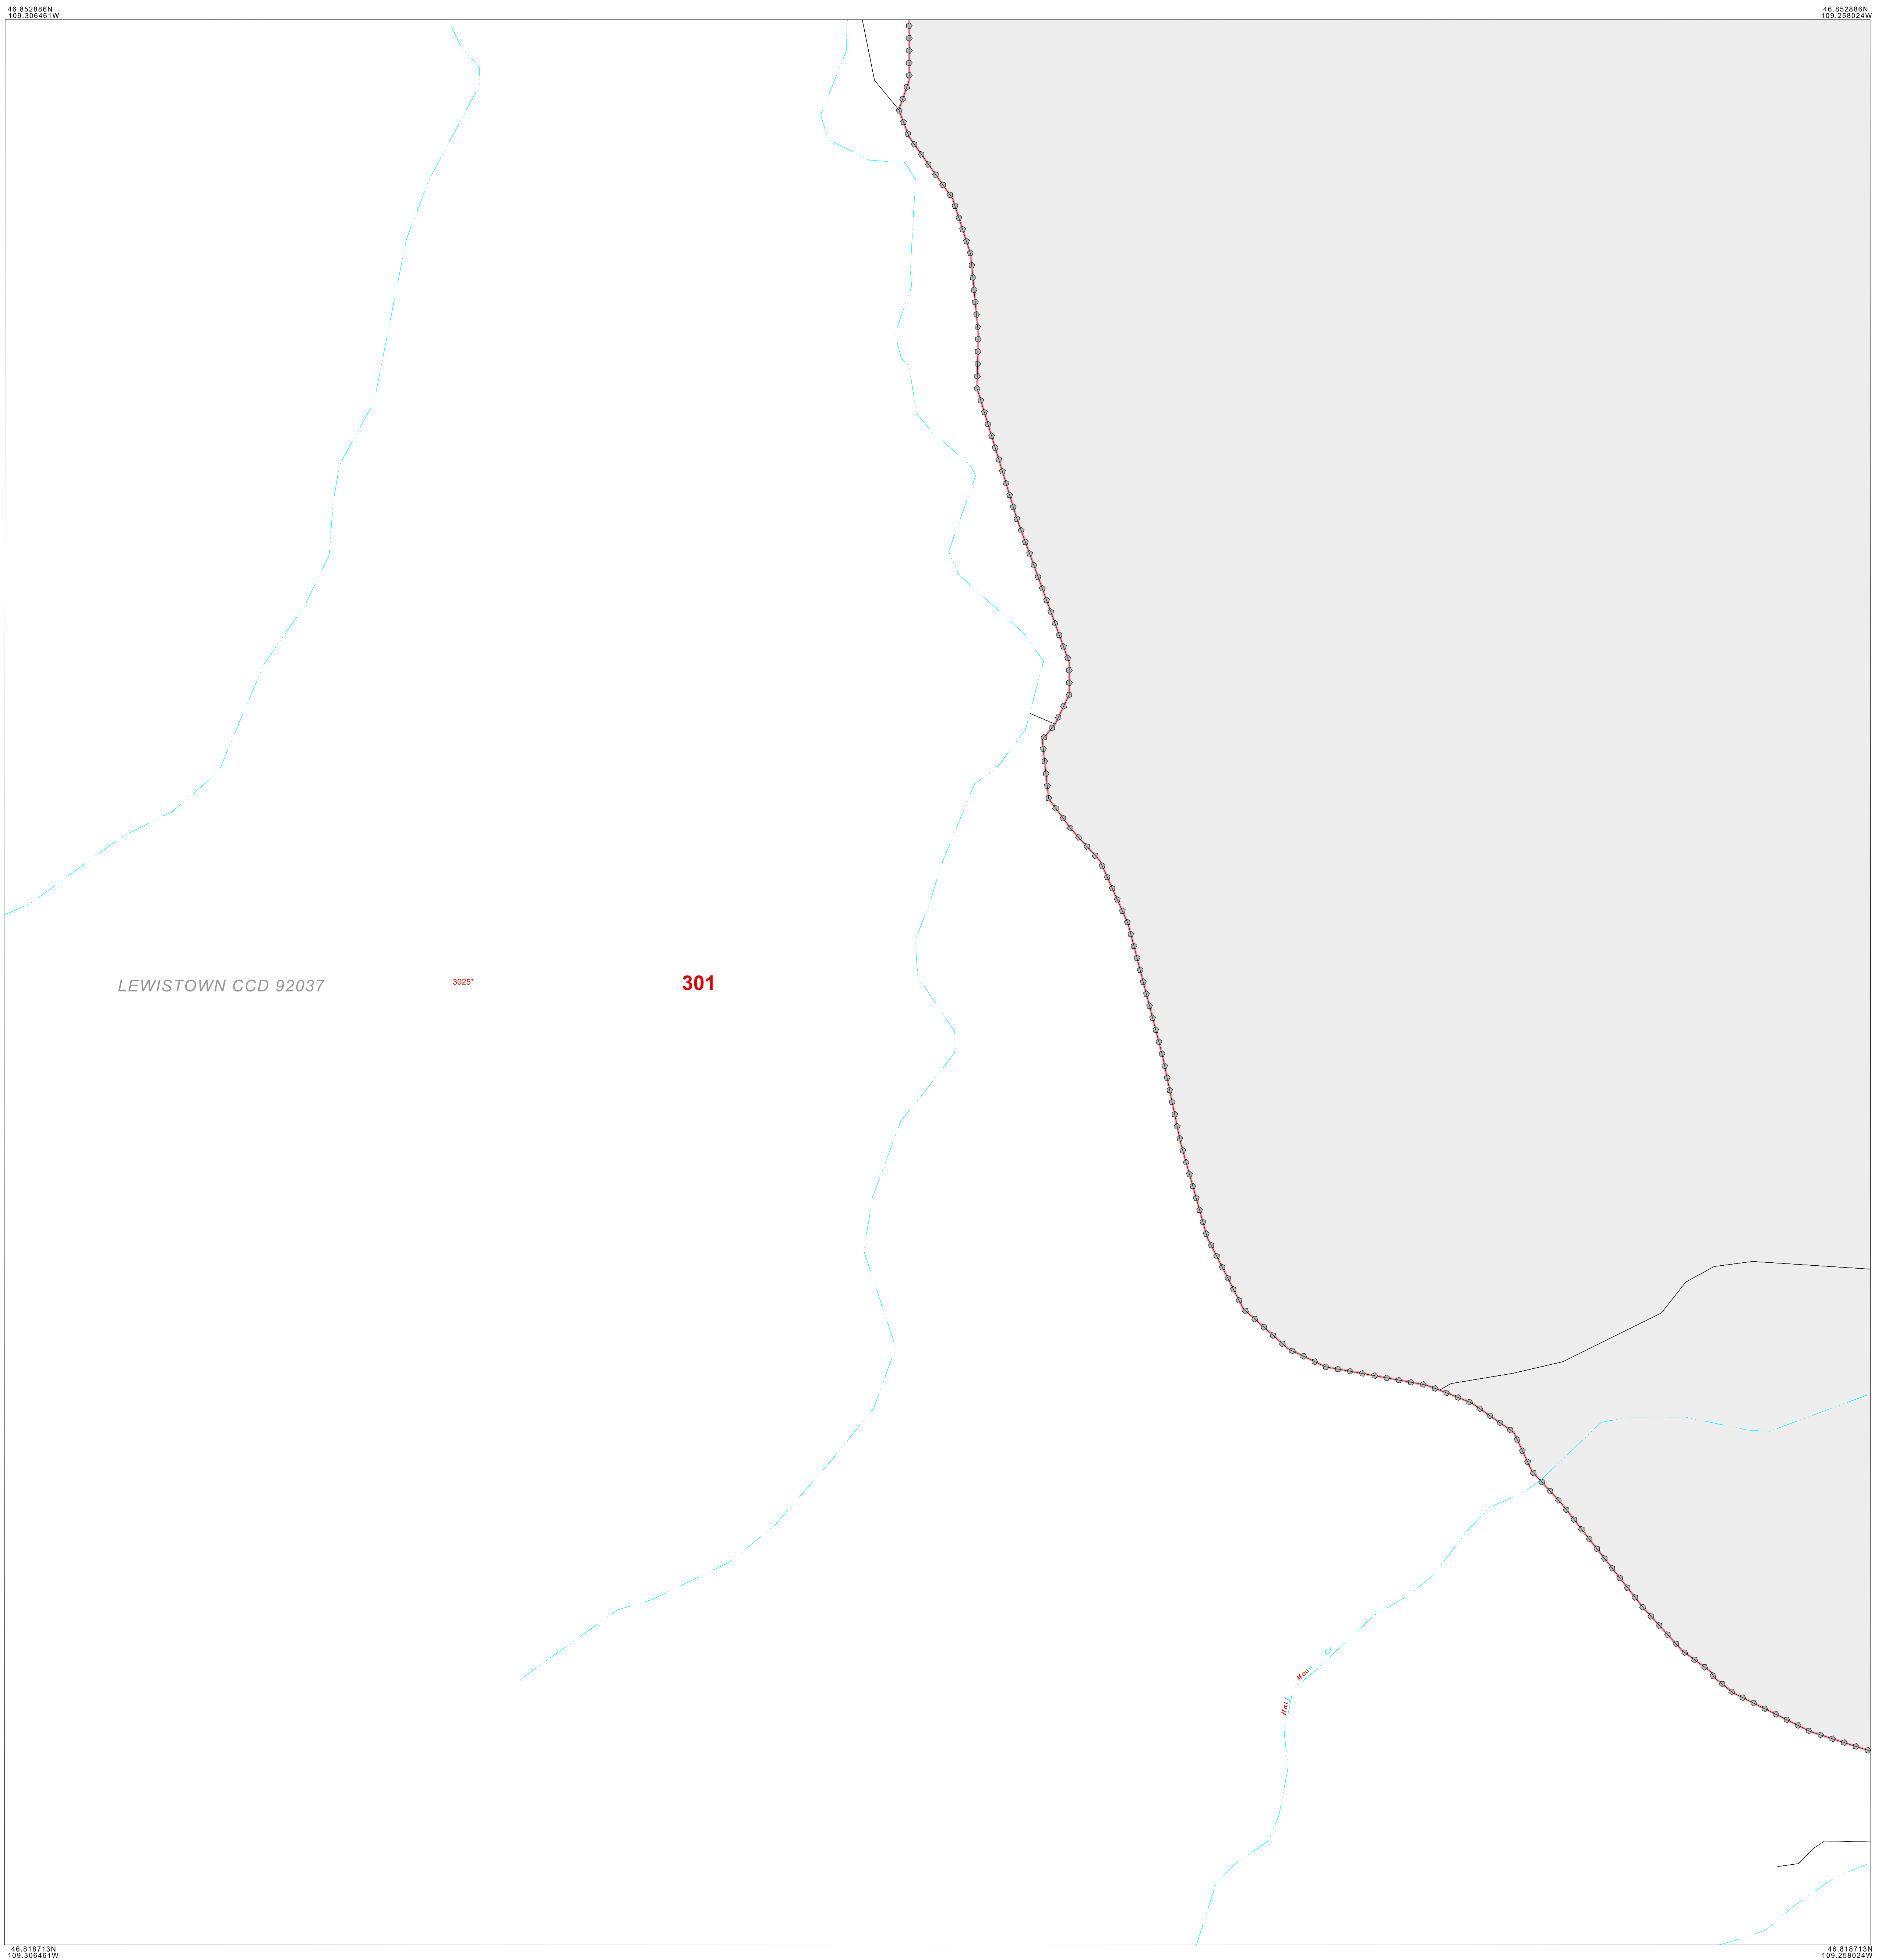 46.852886N
109.306461W
46.852886N
109.258024W
LEWISTOWN CCD 92037
3025*
301
Half Moon Cr
46.818713N
109.306461W
46.818713N
109.258024W